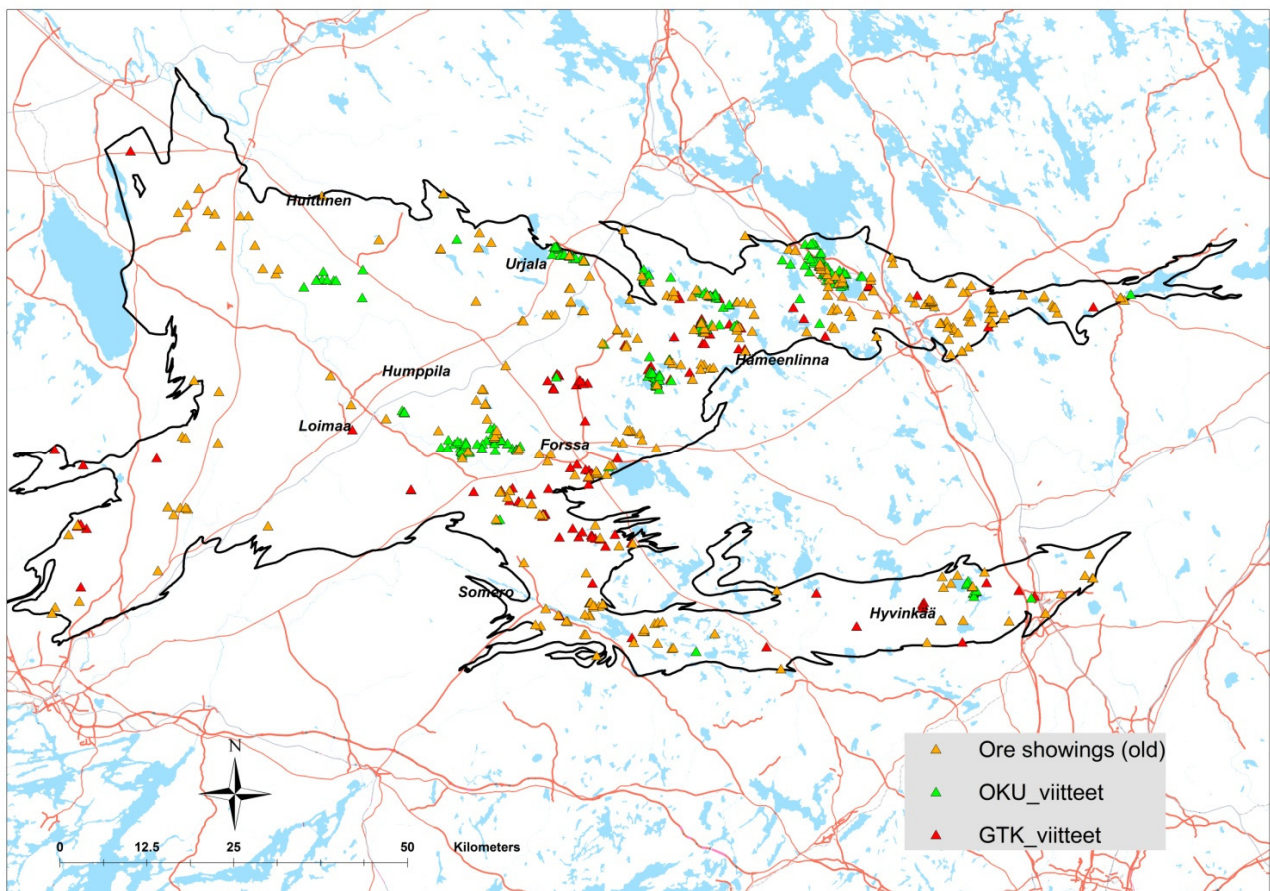 Huittinen
Urjala
Humppila
Hämeenlinna
Loimaa
Forssa
Somero
Hyvinkää
N
Ore showings (old)
OKU_viitteet
GTK_viitteet
0 12.5 25 50 Kilometers